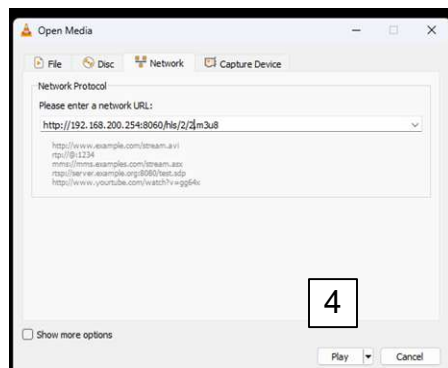 Open Media
File Disc Network Capture Device
Network Protocol
Please enter a network URL:
http://192.168.200.254:8060/hls/2/2.m3u8
http://www.example.com/stream.avi
rtp://@:1234
mms://mms.examples.com/stream.asx
rtsp://server.example.org:8080/test.sdp
http://www.yourtube.com/watch?v=gg64x
4
Show more options
Play Cancel